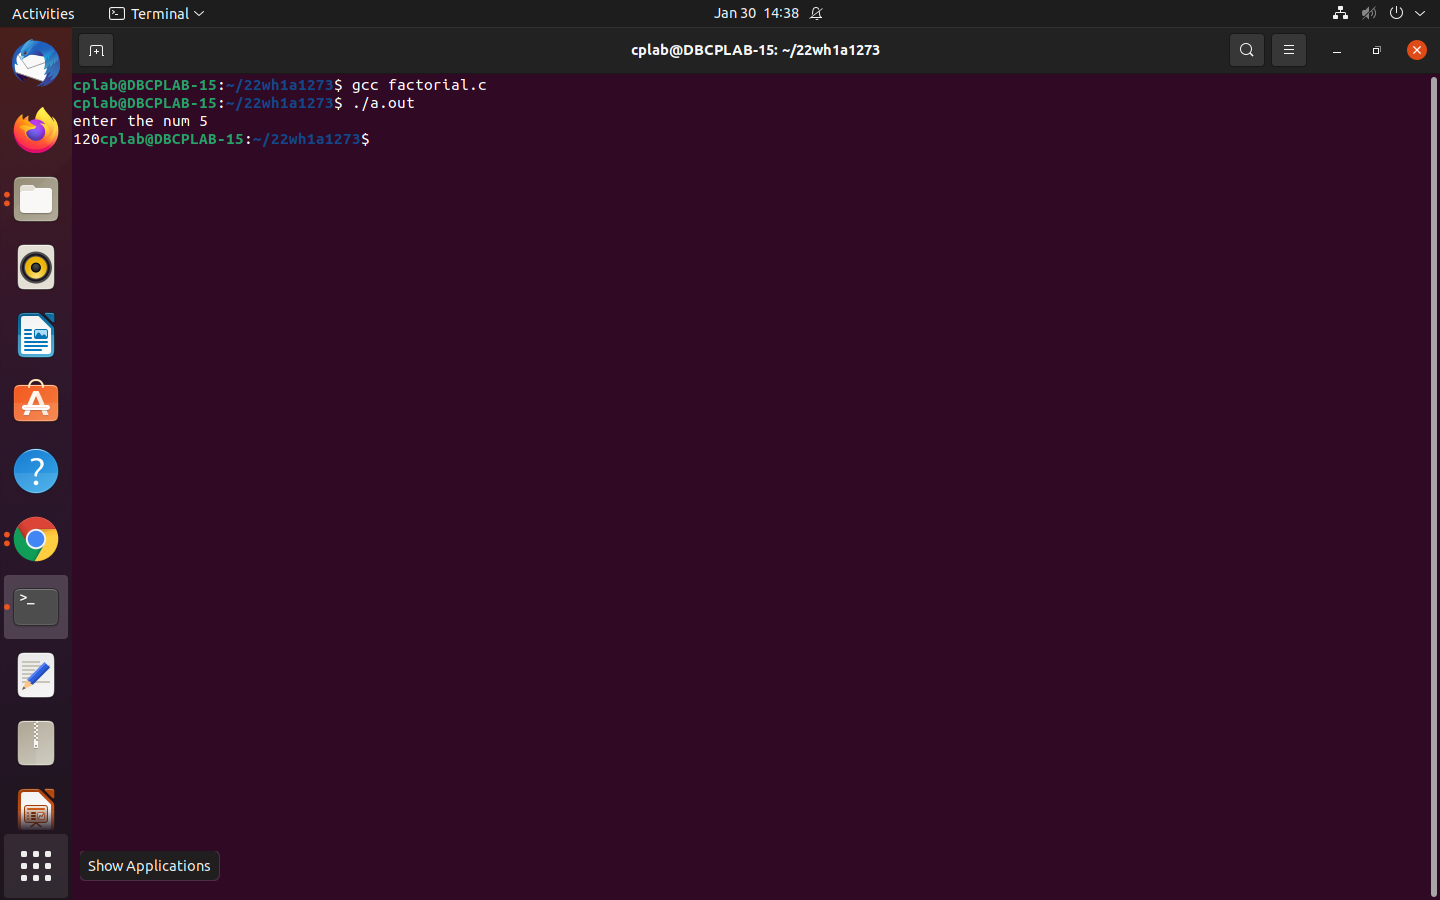 Activities
Terminal
Jan 30 14:38
cplab@DBCPLAB-15: ~/22wh1a1273
cplab@DBCPLAB-15:~/22wh1a1273$ gcc factorial.c
cplab@DBCPLAB-15:~/22wh1a1273$ ./a.out
enter the num 5
120cplab@DBCPLAB-15:~/22wh1a1273$
>_
Show Applications